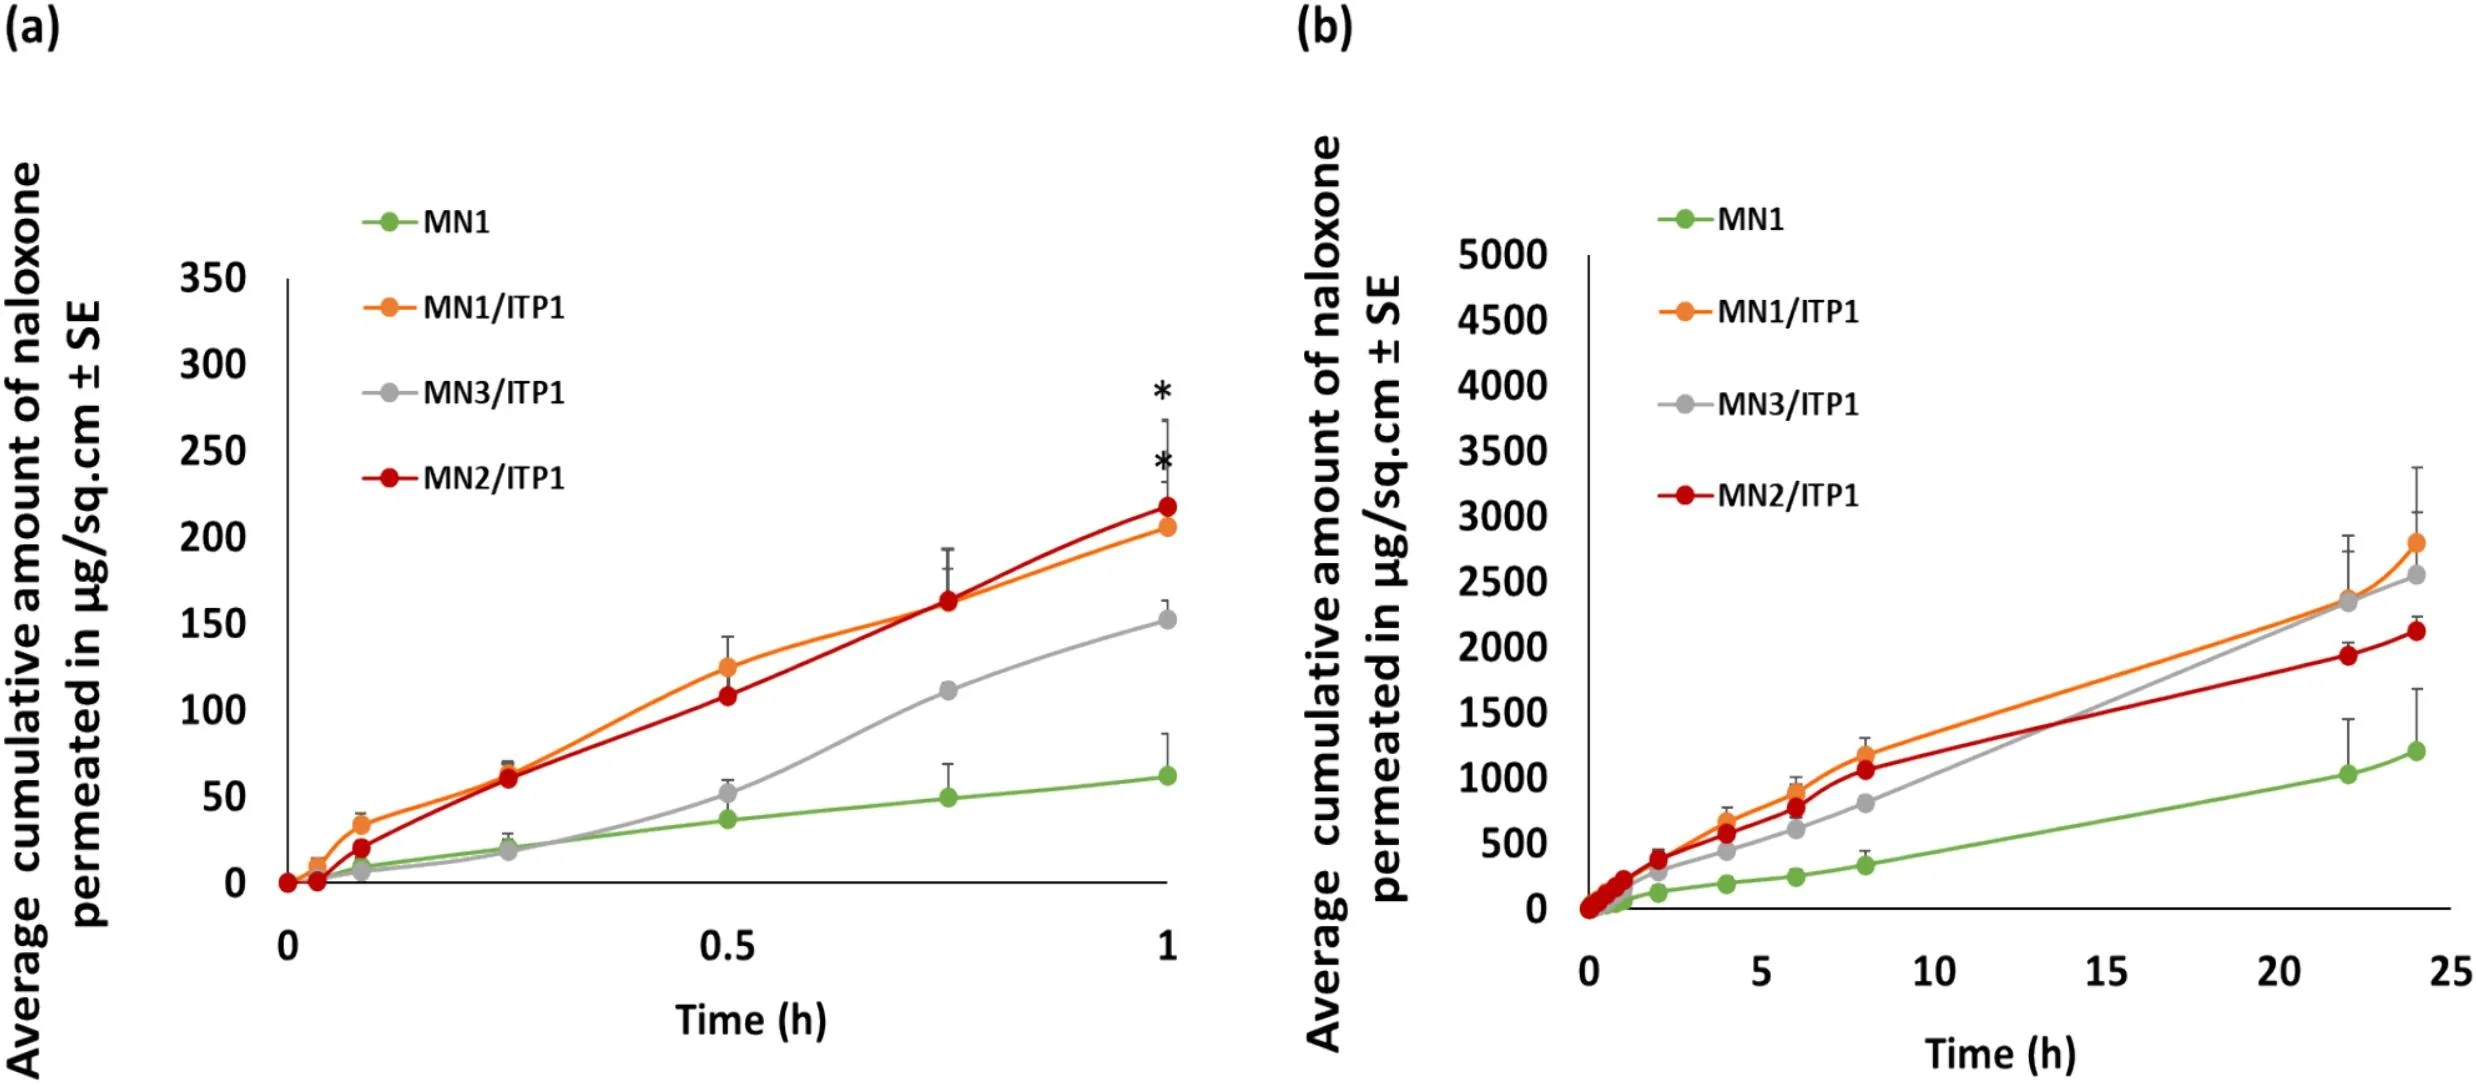 (a)
Average cumulative amount of naloxone
permeated in µg/sq.cm ± SE
MN1
MN1/ITP1
MN3/ITP1
MN2/ITP1
350
300
250
200
150
100
50
0
*
*
0 0.5 1
Time (h)
(b)
Average cumulative amount of naloxone
permeated in µg/sq.cm ± SE
MN1
MN1/ITP1
MN3/ITP1
MN2/ITP1
5000
4500
4000
3500
3000
2500
2000
1500
1000
500
0
0 5 10 15 20 25
Time (h)